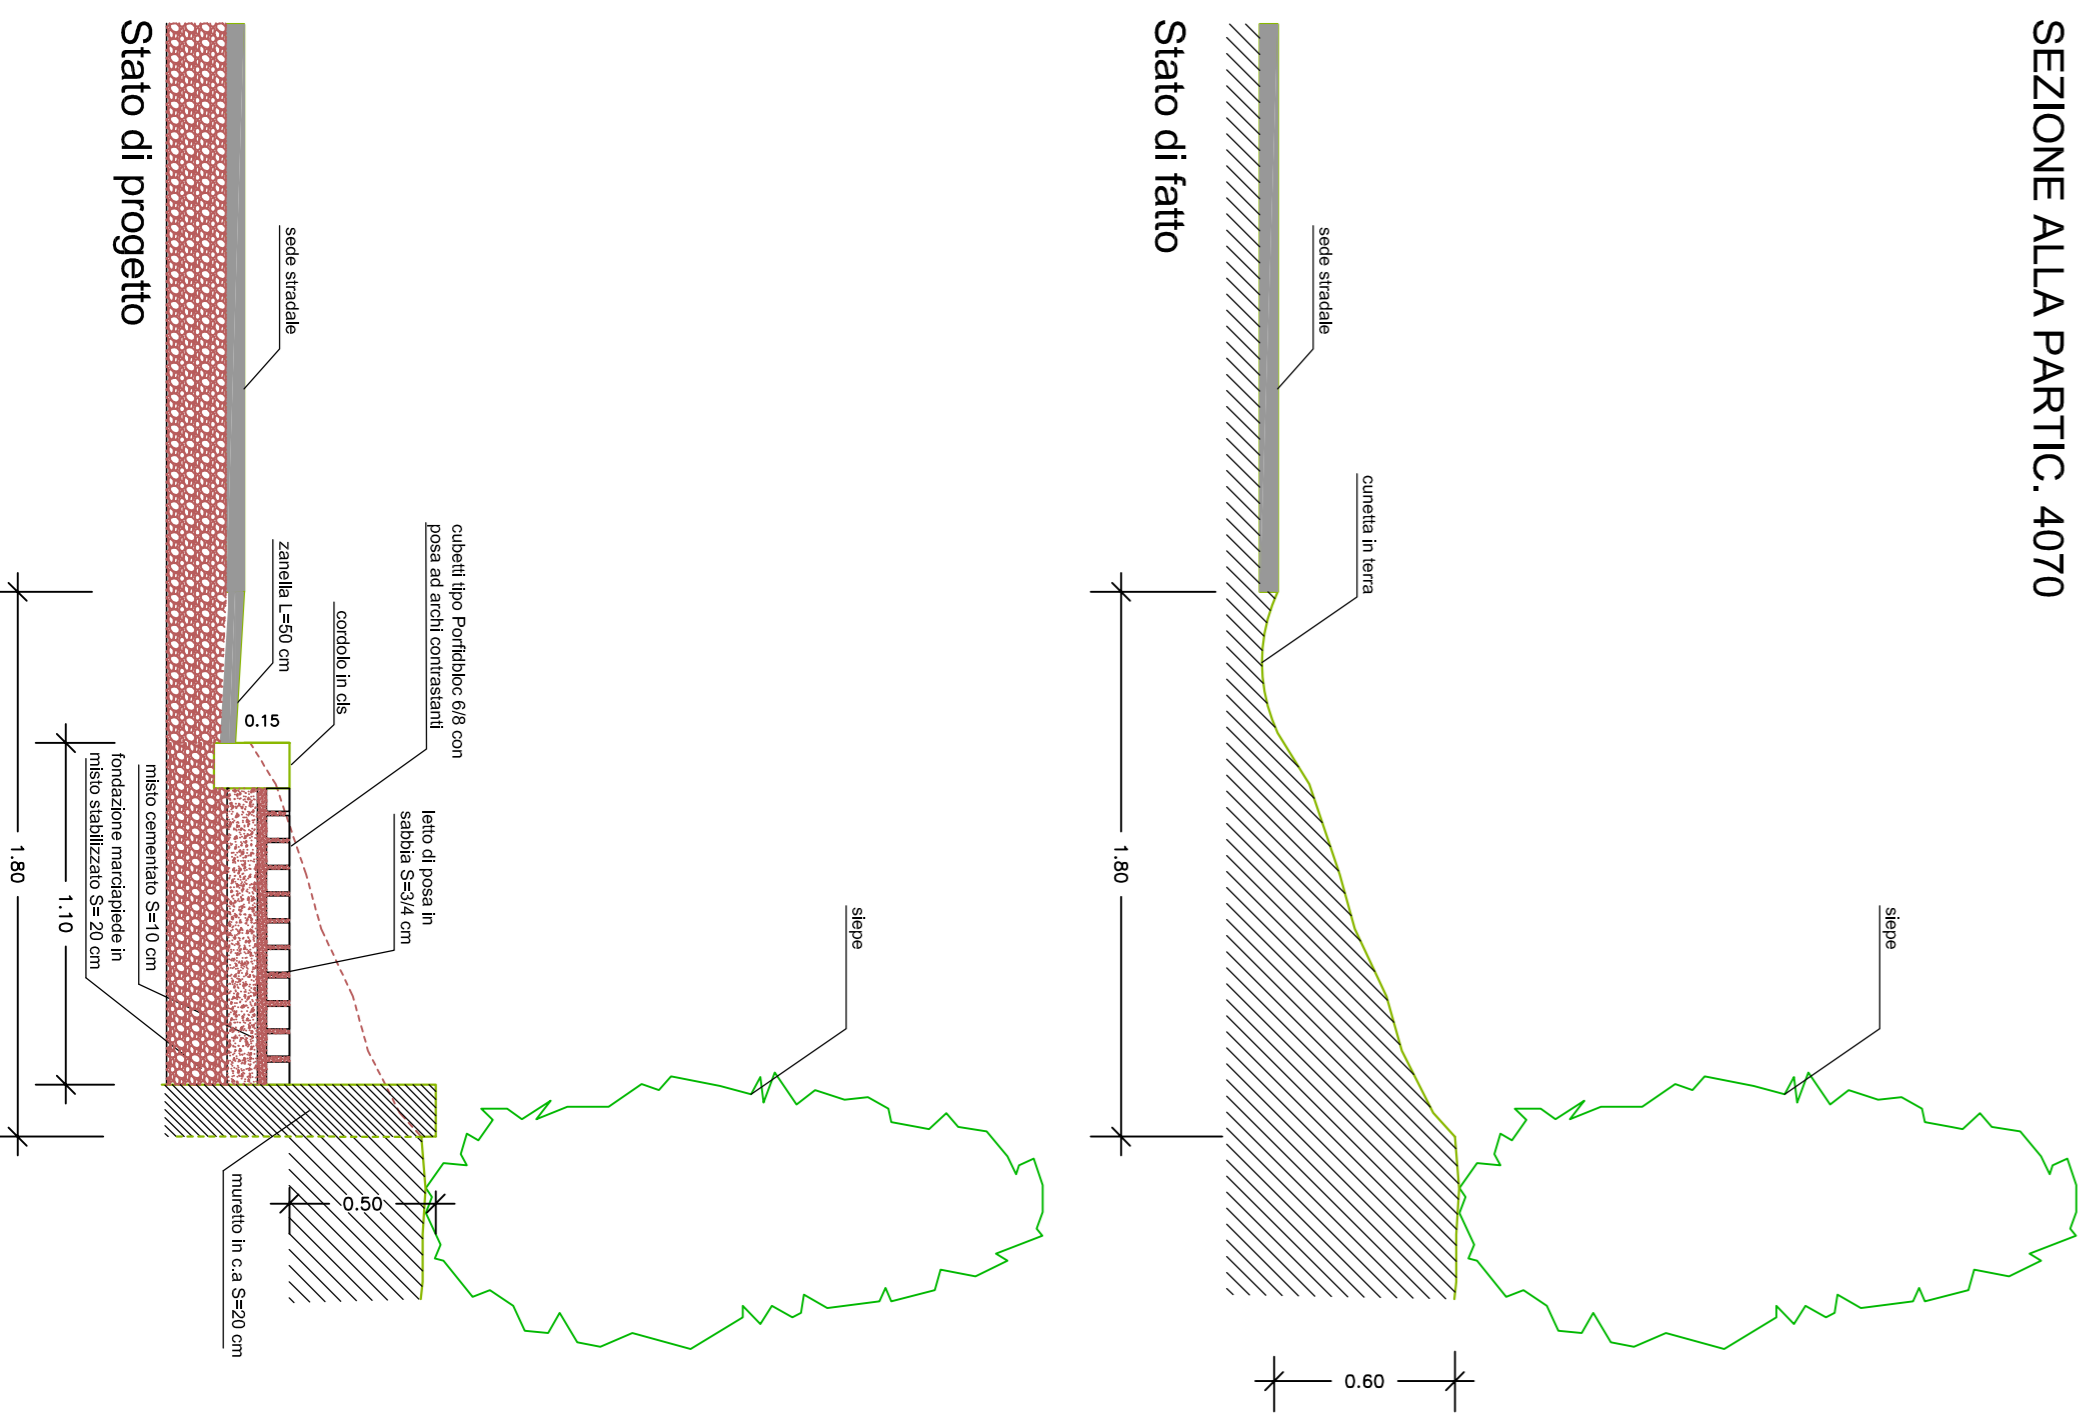 SEZIONE ALLA PARTIC. 4070
siepe
cunetta in terra
sede stradale
0.60
1.80
Stato di fatto
siepe
cubetti tipo Porfidbloc 6/8 con
posa ad archi contrastanti
letto di posa in
sabbia S=3/4 cm
cordolo in cls
sede stradale
zanella L=50 cm
0.15
0.50
muretto in c.a S=20 cm
misto cementato S=10 cm
fondazione marciapiede in
misto stabilizzato S= 20 cm
Stato di progetto
1.10
1.80